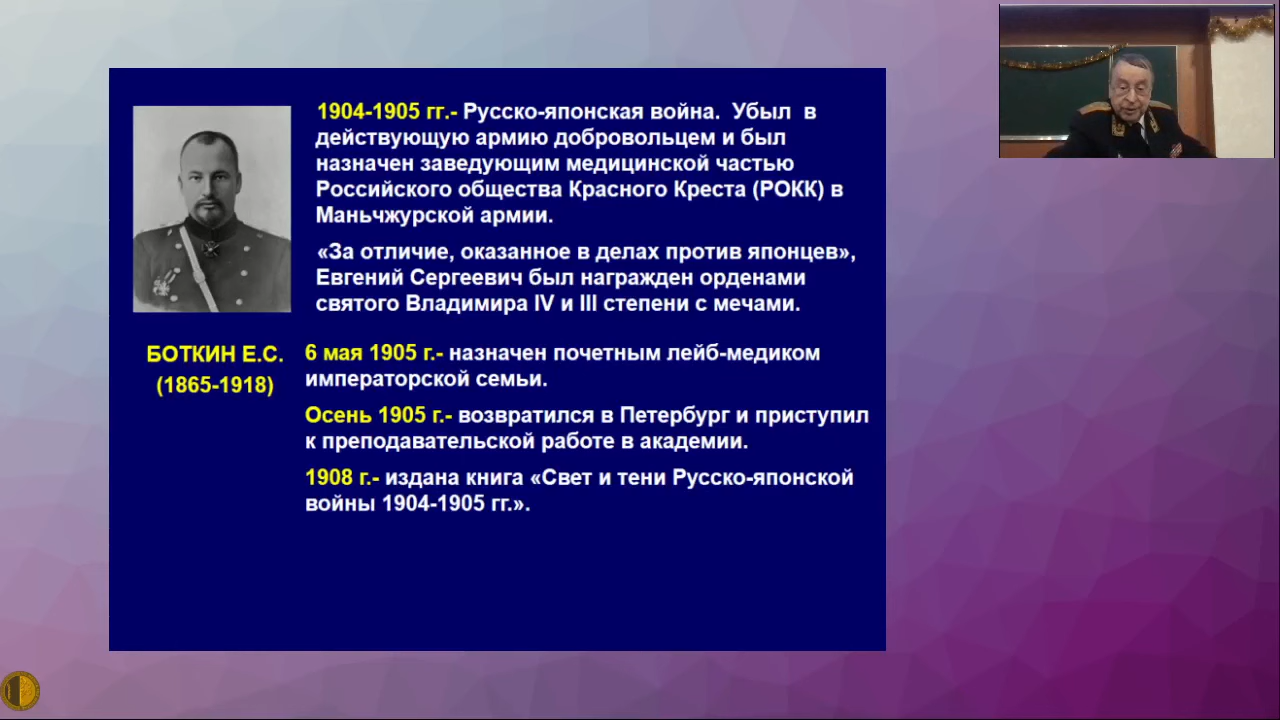 1904-1905 гг.- Русско-японская война. Убыл в
действующую армию добровольцем и был
назначен заведующим медицинской частью
Российского общества Красного Креста (РОКК) в
Маньчжурской армии.
«За отличие, оказанное в делах против японцев»,
Евгений Сергеевич был награжден орденами
святого Владимира IV и III степени с мечами.
БОТКИН Е.С.
(1865-1918)
6 мая 1905 г.- назначен почетным лейб-медиком
императорской семьи.
Осень 1905 г.- возвратился в Петербург и приступил
к преподавательской работе в академии.
1908 г.- издана книга «Свет и тени Русско-японской
войны 1904-1905 гг.».